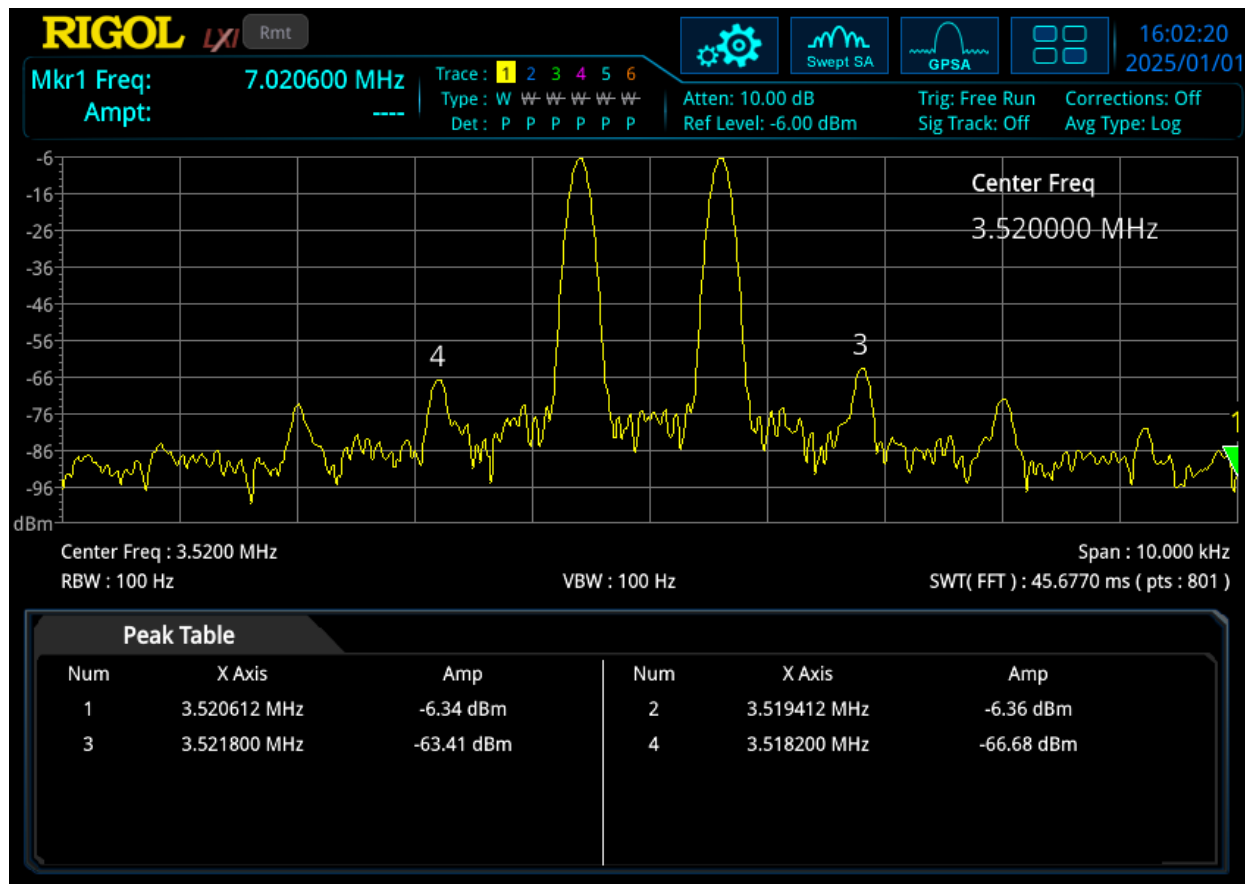 RIGOL LXI Rmt
Swept SA
GPSA
16:02:20
2025/01/01
Mkr1 Freq: 7.020600 MHz
Ampt: ----
Trace : 1 2 3 4 5 6
Type : W W W W W W
Det : P P P P P P
Atten: 10.00 dB
Ref Level: -6.00 dBm
Trig: Free Run
Sig Track: Off
Corrections: Off
Avg Type: Log
-6
-16
-26
-36
-46
-56
-66
-76
-86
-96
dBm
Center Freq
3.520000 MHz
4
3
1
Center Freq : 3.5200 MHz
Span : 10.000 kHz
RBW : 100 Hz
VBW : 100 Hz
SWT( FFT ) : 45.6770 ms ( pts : 801 )
Peak Table
Num X Axis Amp Num X Axis Amp
1 3.520612 MHz -6.34 dBm 2 3.519412 MHz -6.36 dBm
3 3.521800 MHz -63.41 dBm 4 3.518200 MHz -66.68 dBm